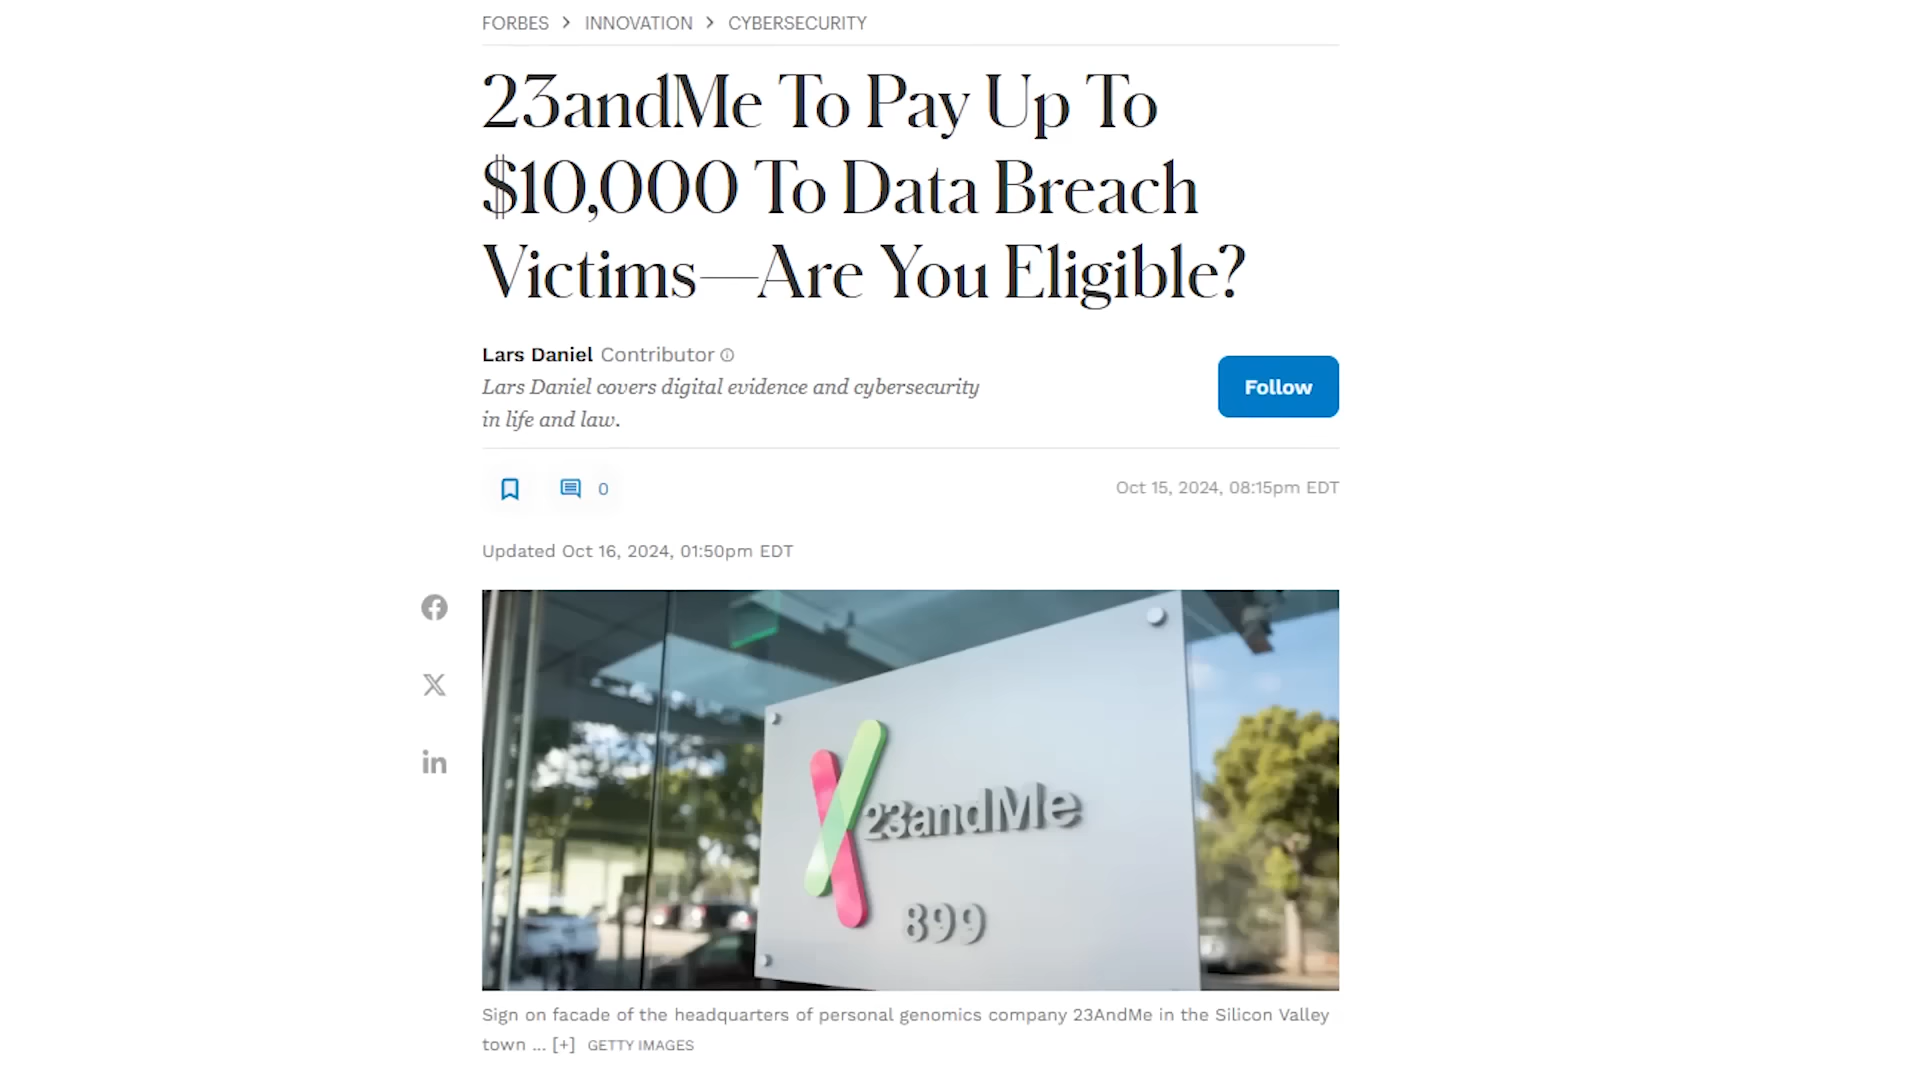 FORBES > INNOVATION > CYBERSECURITY
23andMe To Pay Up To
$10,000 To Data Breach
Victims—Are You Eligible?
Lars Daniel Contributor
Lars Daniel covers digital evidence and cybersecurity
in life and law.
Follow
0
Oct 15, 2024, 08:15pm EDT
Updated Oct 16, 2024, 01:50pm EDT
23andMe
899
Sign on facade of the headquarters of personal genomics company 23AndMe in the Silicon Valley
town ... [+] GETTY IMAGES